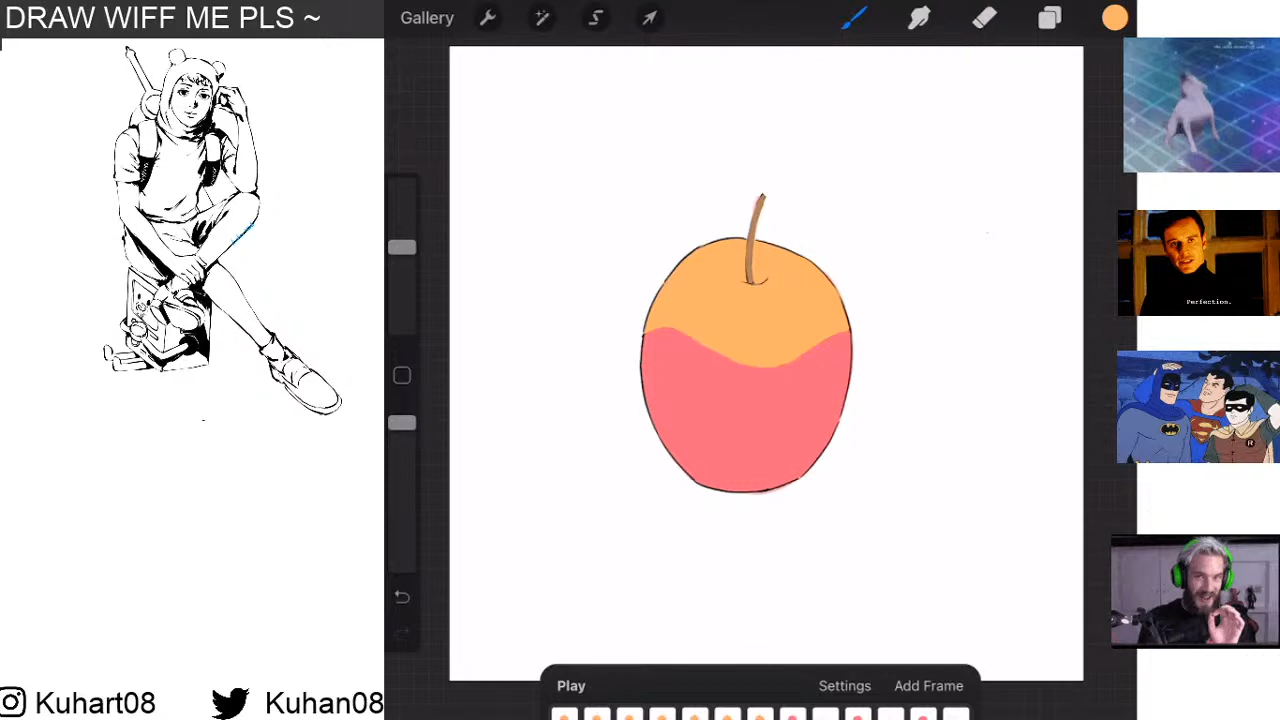 DRAW WIFF ME PLS ~
Gallery
Perfection.
Play
Settings
Add Frame
Kuhart08
Kuhan08